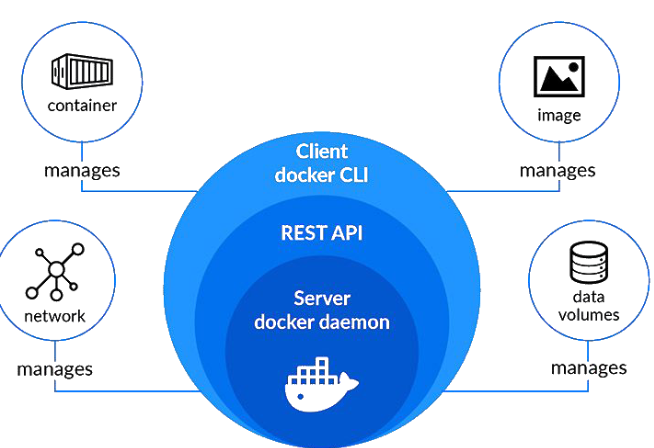 container
manages
image
manages
Client
docker CLI
REST API
Server
docker daemon
network
manages
data
volumes
manages